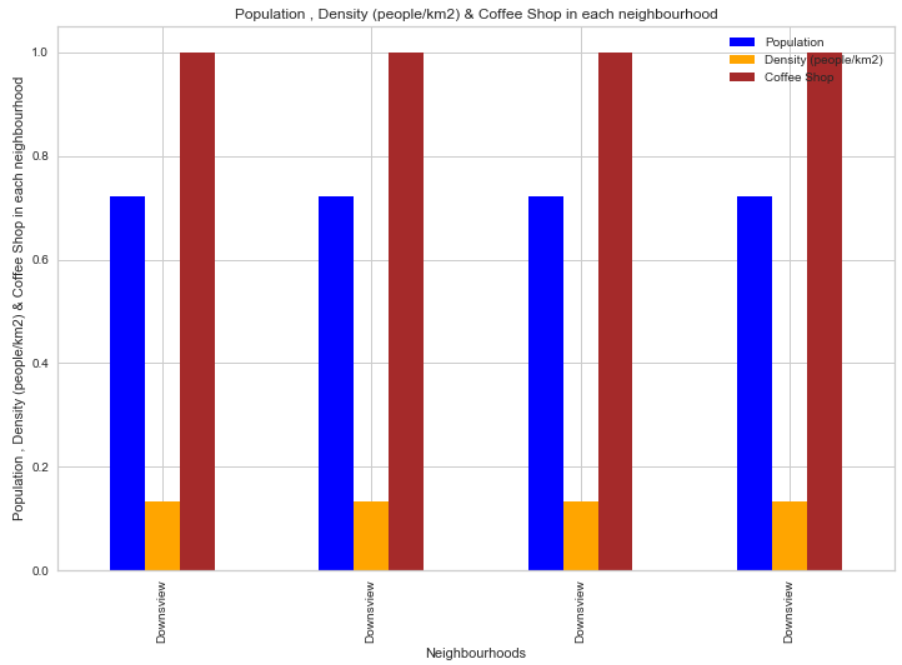 Population , Density (people/km2) & Coffee Shop in each neighbourhood
Population
Density (people/km2)
Coffee Shop
Population , Density (people/km2) & Coffee Shop in each neighbourhood
1.0
0.8
0.6
0.4
0.2
0.0
Downsview
Downsview
Downsview
Downsview
Neighbourhoods